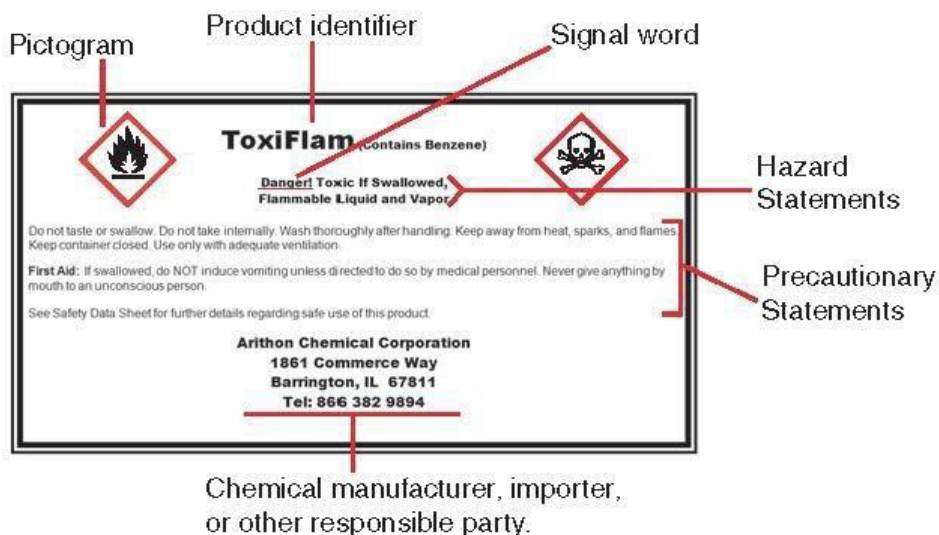 Pictogram
Product identifier
Signal word
ToxiFlam (Contains Benzene)
Danger! Toxic If Swallowed,
Flammable Liquid and Vapor
Hazard
Statements
Do not taste or swallow. Do not take internally. Wash thoroughly after handling. Keep away from heat, sparks, and flames.
Keep container closed. Use only with adequate ventilation.
First Aid: If swallowed, do NOT induce vomiting unless directed to do so by medical personnel. Never give anything by
mouth to an unconscious person.
Precautionary
Statements
See Safety Data Sheet for further details regarding safe use of this product.
Arithon Chemical Corporation
1861 Commerce Way
Barrington, IL 67811
Tel: 866 382 9894
Chemical manufacturer, importer,
or other responsible party.